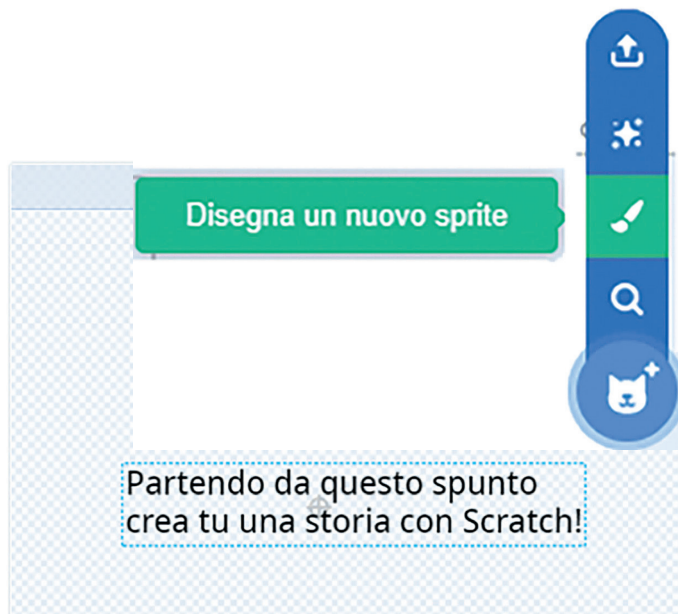 Disegna un nuovo sprite
Partendo da questo spunto
crea tu una storia con Scratch!